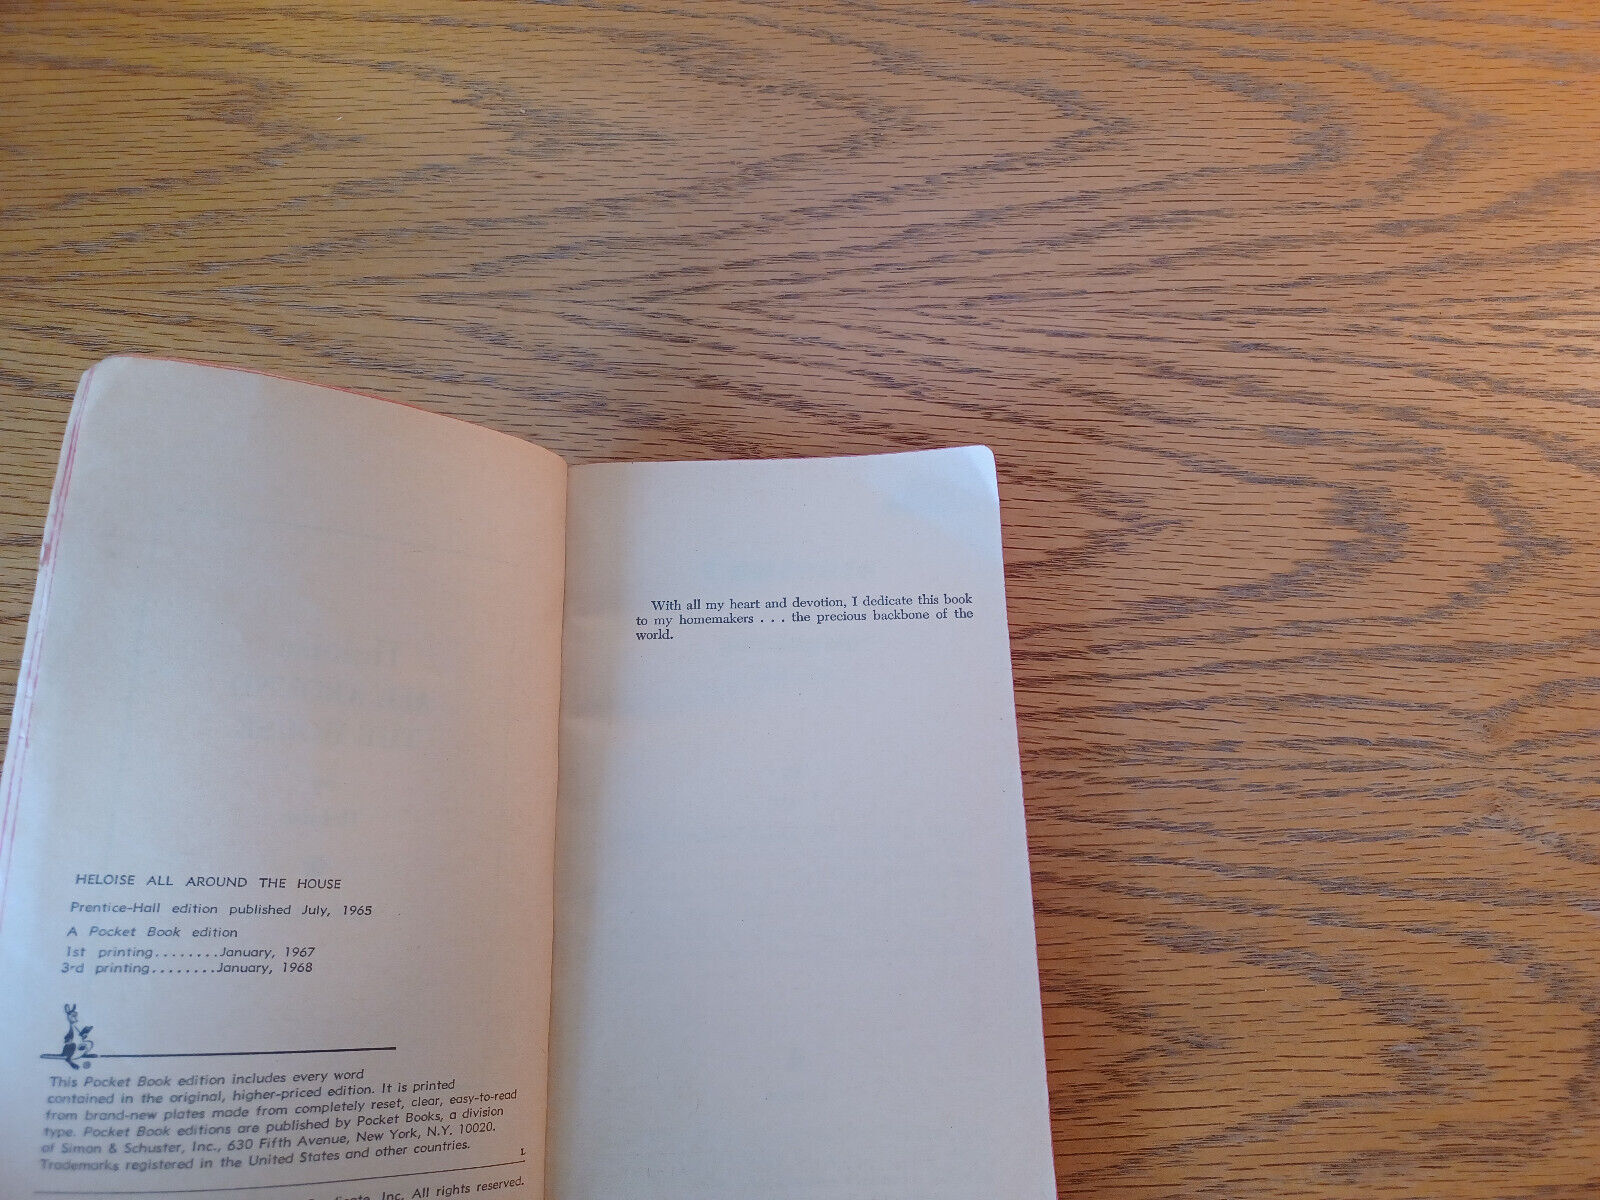 HELOISE ALL AROUND THE HOUSE
Prentice-Hall edition published July, 1965
A Pocket Book edition
1st printing........January, 1967
3rd printing........January, 1968
This Pocket Book edition includes every word
contained in the original, higher-priced edition. It is printed
from brand-new plates made from completely reset, clear, easy-to-read
type. Pocket Book editions are published by Pocket Books, a division
of Simon & Schuster, Inc., 630 Fifth Avenue, New York, N.Y. 10020.
Trademarks registered in the United States and other countries.
L
Inc. All rights reserved.
With all my heart and devotion, I dedicate this book
to my homemakers . . . the precious backbone of the
world.